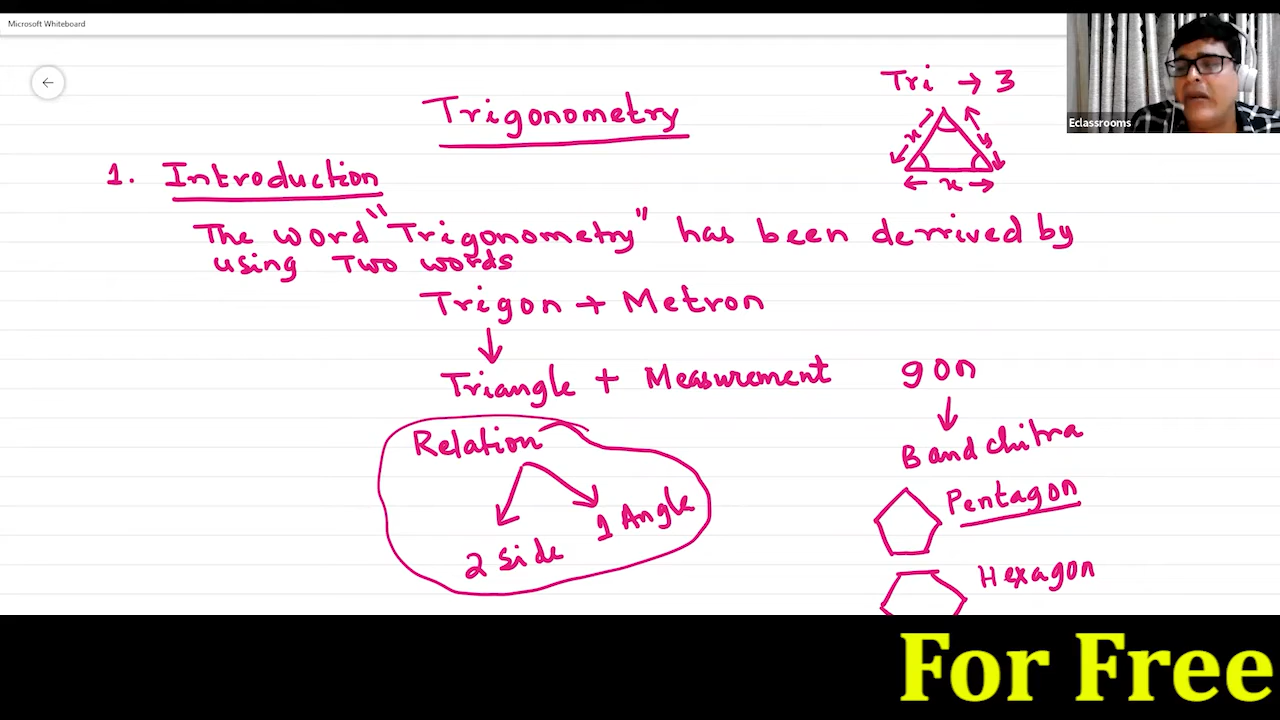 Microsoft Whiteboard
Eclassrooms
Tri → 3
x y
x
Trigonometry
1. Introduction
The word "Trigonometry" has been derrived by
using Two words
Trigon + Metron
Triangle + Measurement
gon
Band chitra
Relation
2 Side
1 Angle
Pentagon
Hexagon
For Free